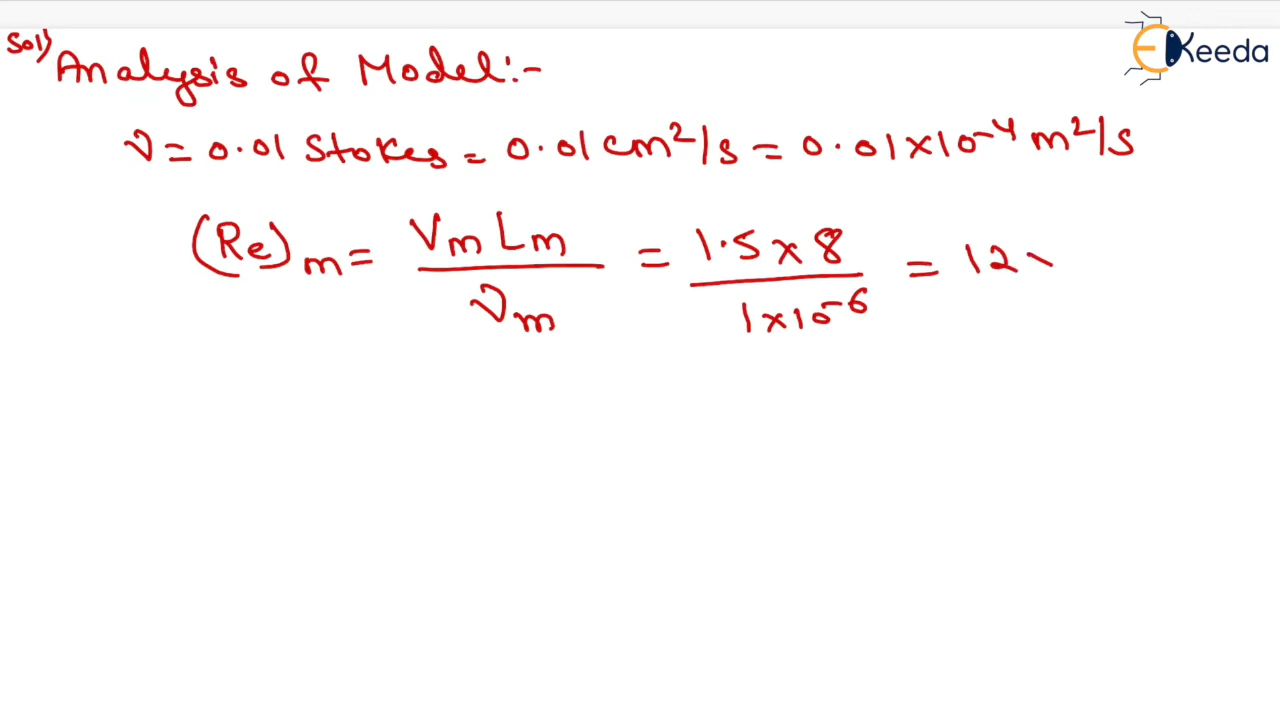 Sol)
EKeeda
Analysis of Model:-
ν = 0.01 Stokes = 0.01 cm²/s = 0.01×10⁻⁴ m²/s
(Re)m = VmLm/νm = 1.5×8/1×10⁻⁶ = 12